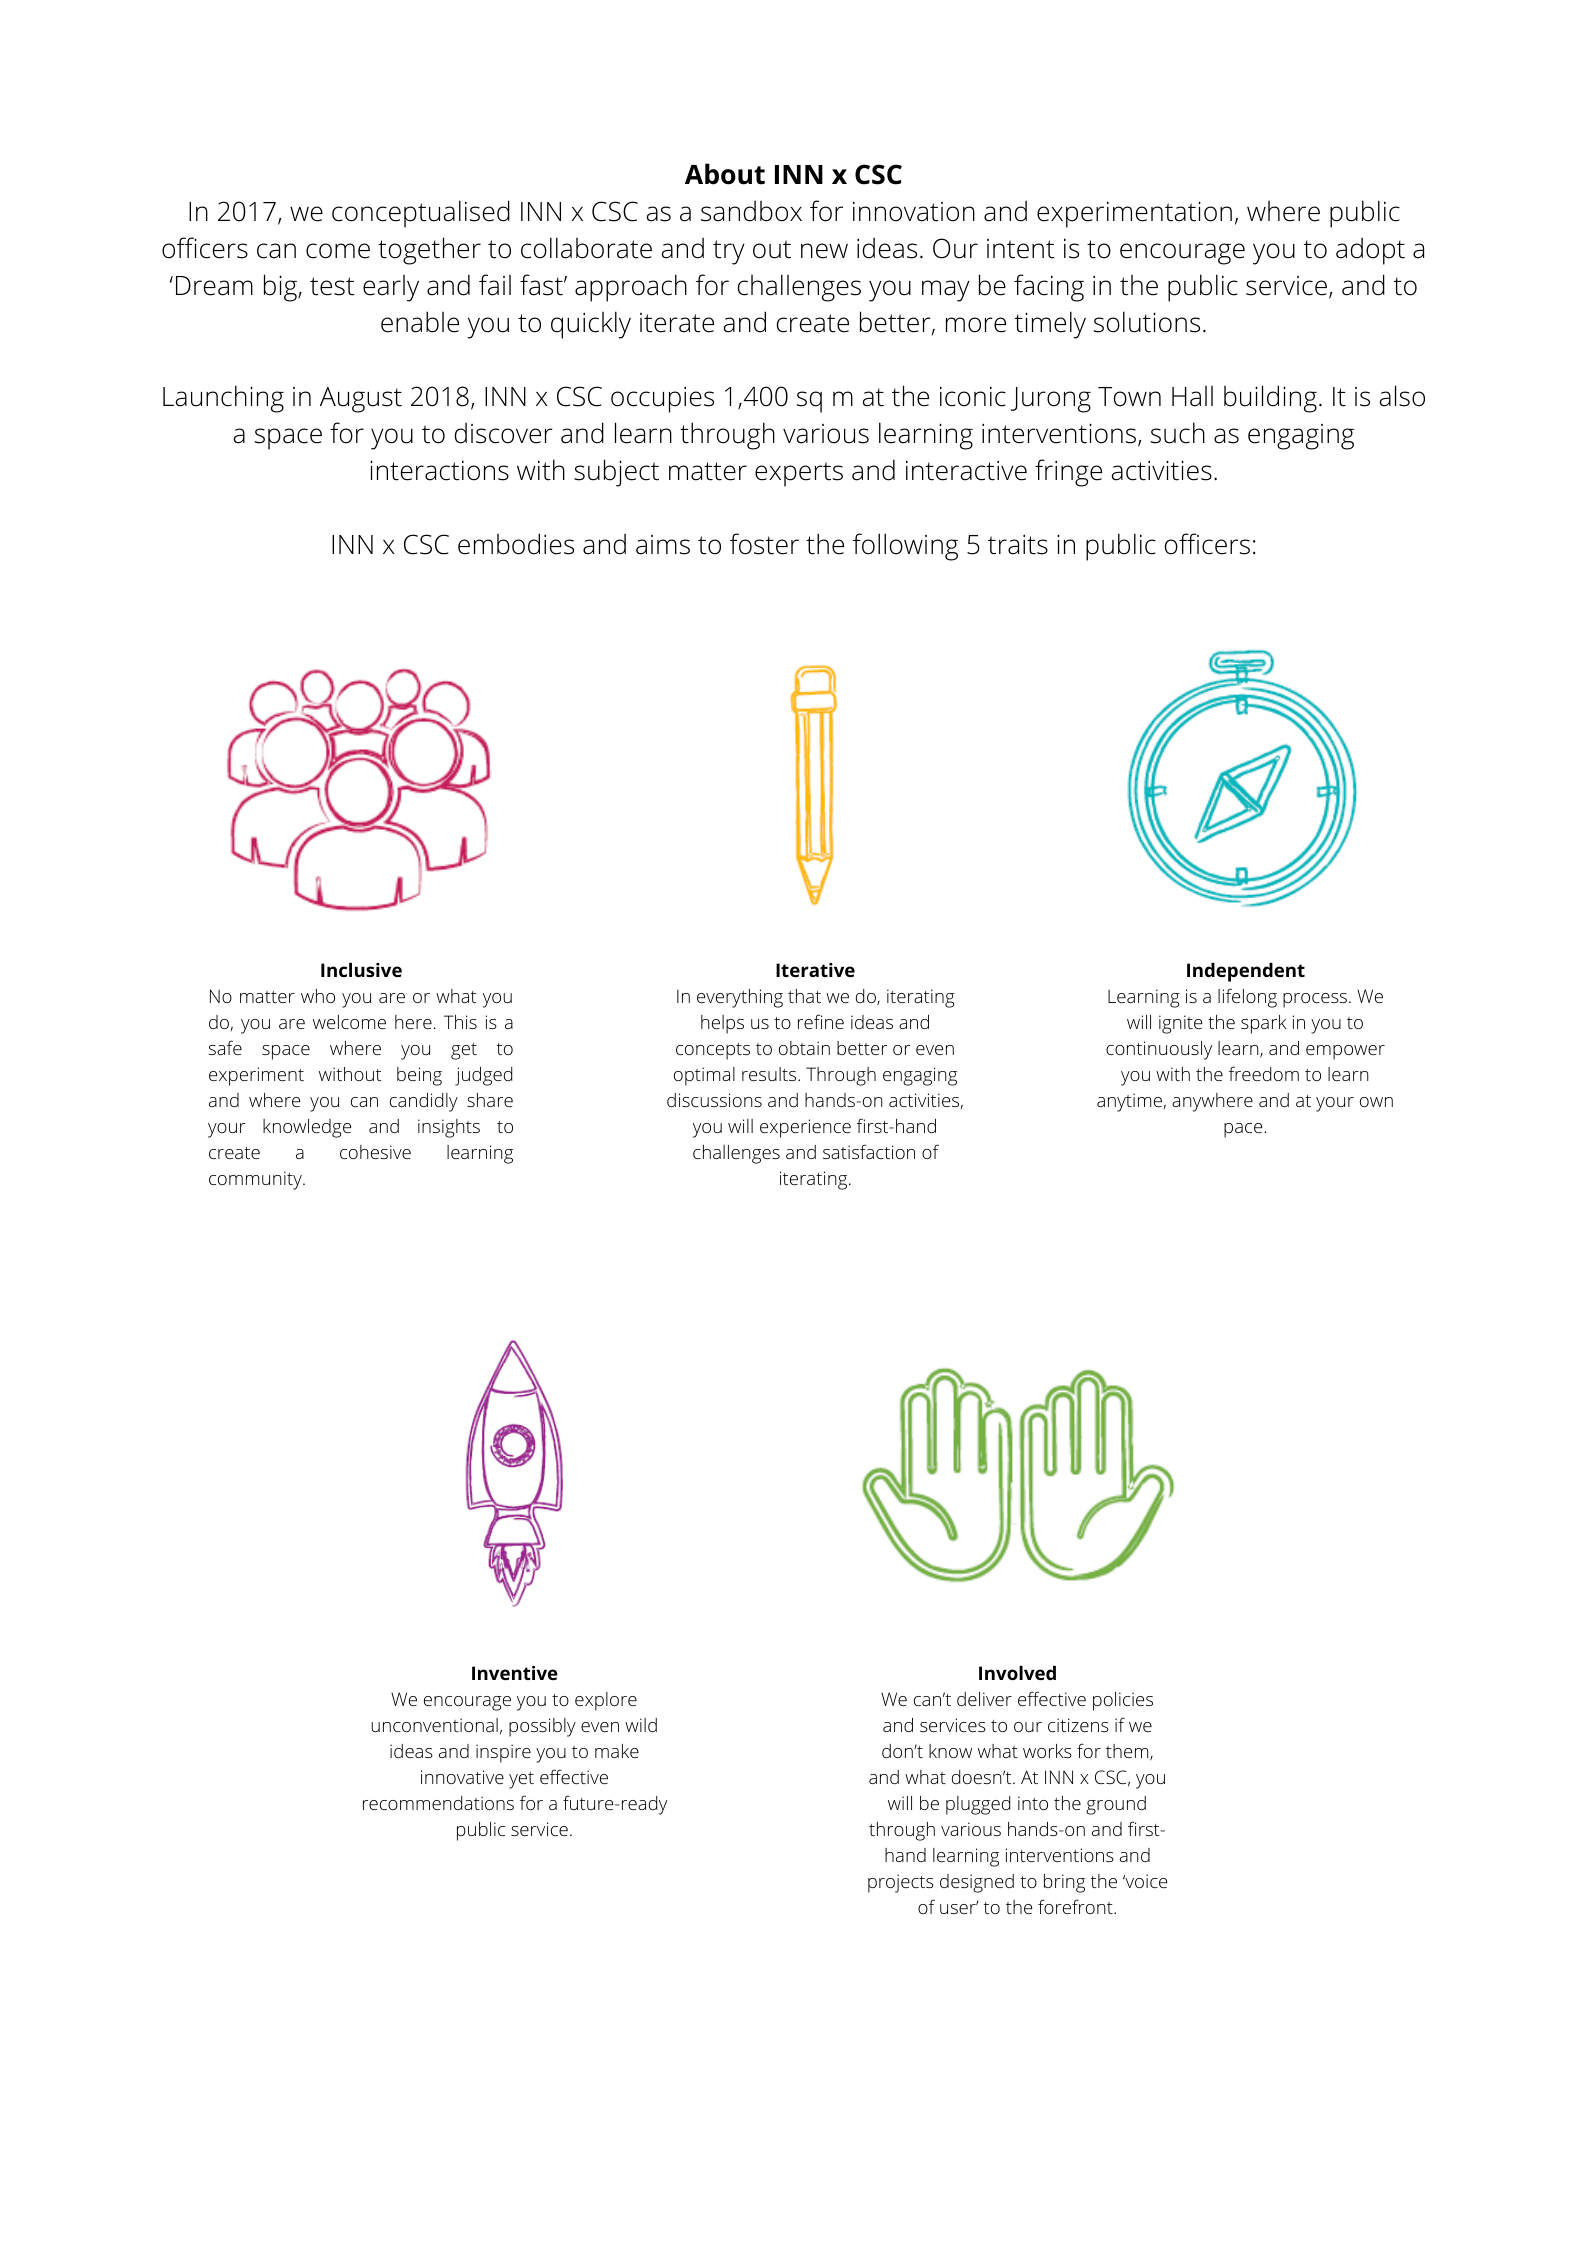 About INN x CSC
In 2017, we conceptualised INN x CSC as a sandbox for innovation and experimentation, where public
officers can come together to collaborate and try out new ideas. Our intent is to encourage you to adopt a
‘Dream big, test early and fail fast’ approach for challenges you may be facing in the public service, and to
enable you to quickly iterate and create better, more timely solutions.
Launching in August 2018, INN x CSC occupies 1,400 sq m at the iconic Jurong Town Hall building. It is also
a space for you to discover and learn through various learning interventions, such as engaging
interactions with subject matter experts and interactive fringe activities.
INN x CSC embodies and aims to foster the following 5 traits in public officers:
Inclusive
No matter who you are or what you
do, you are welcome here. This is a
safe space where you get to
experiment without being judged
and where you can candidly share
your knowledge and insights to
create a cohesive learning
community.
Iterative
In everything that we do, iterating
helps us to refine ideas and
concepts to obtain better or even
optimal results. Through engaging
discussions and hands-on activities,
you will experience first-hand
challenges and satisfaction of
iterating.
Independent
Learning is a lifelong process. We
will ignite the spark in you to
continuously learn, and empower
you with the freedom to learn
anytime, anywhere and at your own
pace.
Inventive
We encourage you to explore
unconventional, possibly even wild
ideas and inspire you to make
innovative yet effective
recommendations for a future-ready
public service.
Involved
We can’t deliver effective policies
and services to our citizens if we
don’t know what works for them,
and what doesn’t. At INN x CSC, you
will be plugged into the ground
through various hands-on and first-
hand learning interventions and
projects designed to bring the ‘voice
of user’ to the forefront.